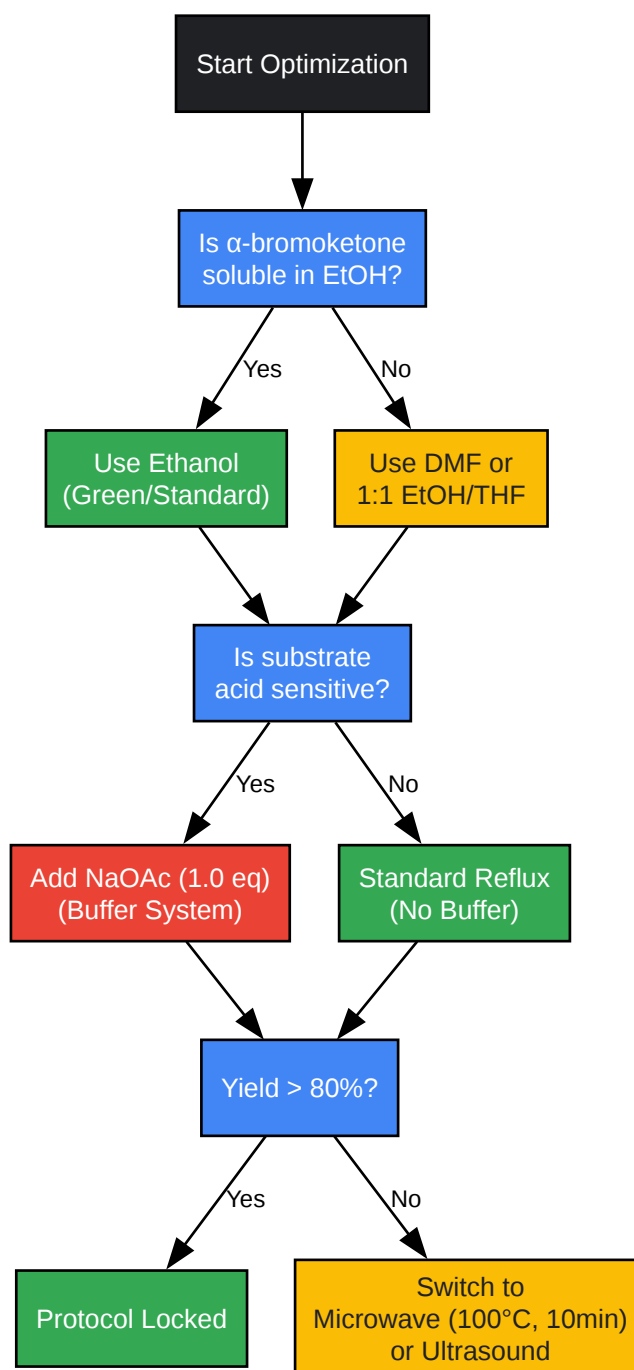 Start Optimization
Is α-bromoketone
soluble in EtOH?
Yes
No
Use Ethanol
(Green/Standard)
Use DMF or
1:1 EtOH/THF
Is substrate
acid sensitive?
Yes
No
Add NaOAc (1.0 eq)
(Buffer System)
Standard Reflux
(No Buffer)
Yield > 80%?
Yes
No
Protocol Locked
Switch to
Microwave (100°C, 10min)
or Ultrasound